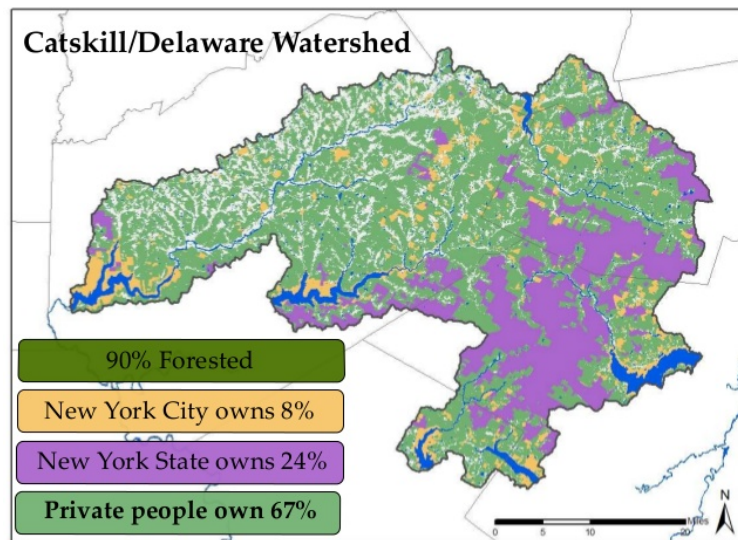 Catskill/Delaware Watershed
90% Forested
New York City owns 8%
New York State owns 24%
Private people own 67%
N
Miles
0 5 10 20